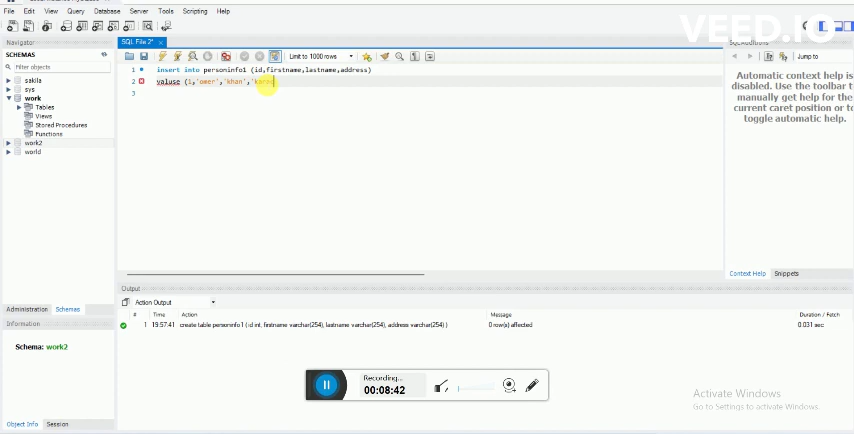 File Edit View Query Database Server Tools Scripting Help
VEED.IO
Navigator
SCHEMAS
Filter objects
sakila
sys
work
Tables
Views
Stored Procedures
Functions
work2
world
Administration Schemas
Information
Schema: work2
Object Info Session
SQL File 2*
Limit to 1000 rows
1 insert into personinfo1 (id,firstname,lastname,address)
2 valuse (1,'omer','khan','
3
Jump to
Automatic context help is
disabled. Use the toolbar to
manually get help for the
current caret position or to
toggle automatic help.
Context Help Snippets
Output
Action Output
# Time Action Message Duration / Fetch
1 19:57:41 create table personinfo1 ( id int, firstname varchar(254), lastname varchar(254), address varchar(254) ) 0 row(s) affected 0.031 sec
Recording...
00:08:42
Activate Windows
Go to Settings to activate Windows.